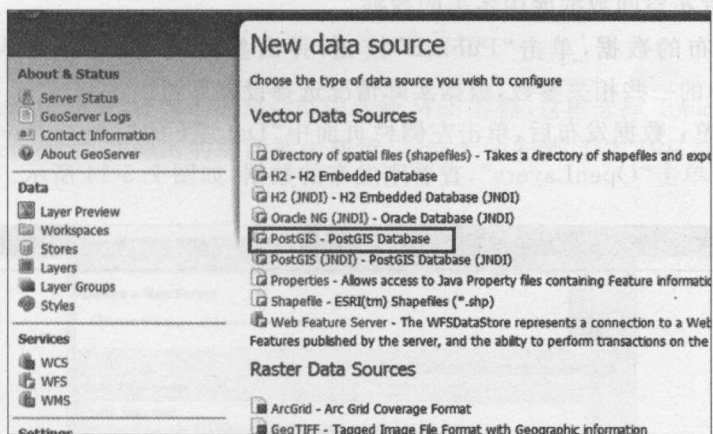 New data source
Choose the type of data source you wish to configure
About & Status
Server Status
GeoServer Logs
Contact Information
About GeoServer
Data
Layer Preview
Workspaces
Stores
Layers
Layer Groups
Styles
Services
WCS
WFS
WMS
Settings
Vector Data Sources
Directory of spatial files (shapefiles) - Takes a directory of shapefiles and expo
H2 - H2 Embedded Database
H2 (JNDI) - H2 Embedded Database (JNDI)
Oracle NG (JNDI) - Oracle Database (JNDI)
PostGIS - PostGIS Database
PostGIS (JNDI) - PostGIS Database (JNDI)
Properties - Allows access to Java Property files containing Feature informatic
Shapefile - ESRI(tm) Shapefiles (*.shp)
Web Feature Server - The WFSDataStore represents a connection to a Web
Features published by the server, and the ability to perform transactions on the
Raster Data Sources
ArcGrid - Arc Grid Coverage Format
GeoTIFF - Tagged Image File Format with Geographic information